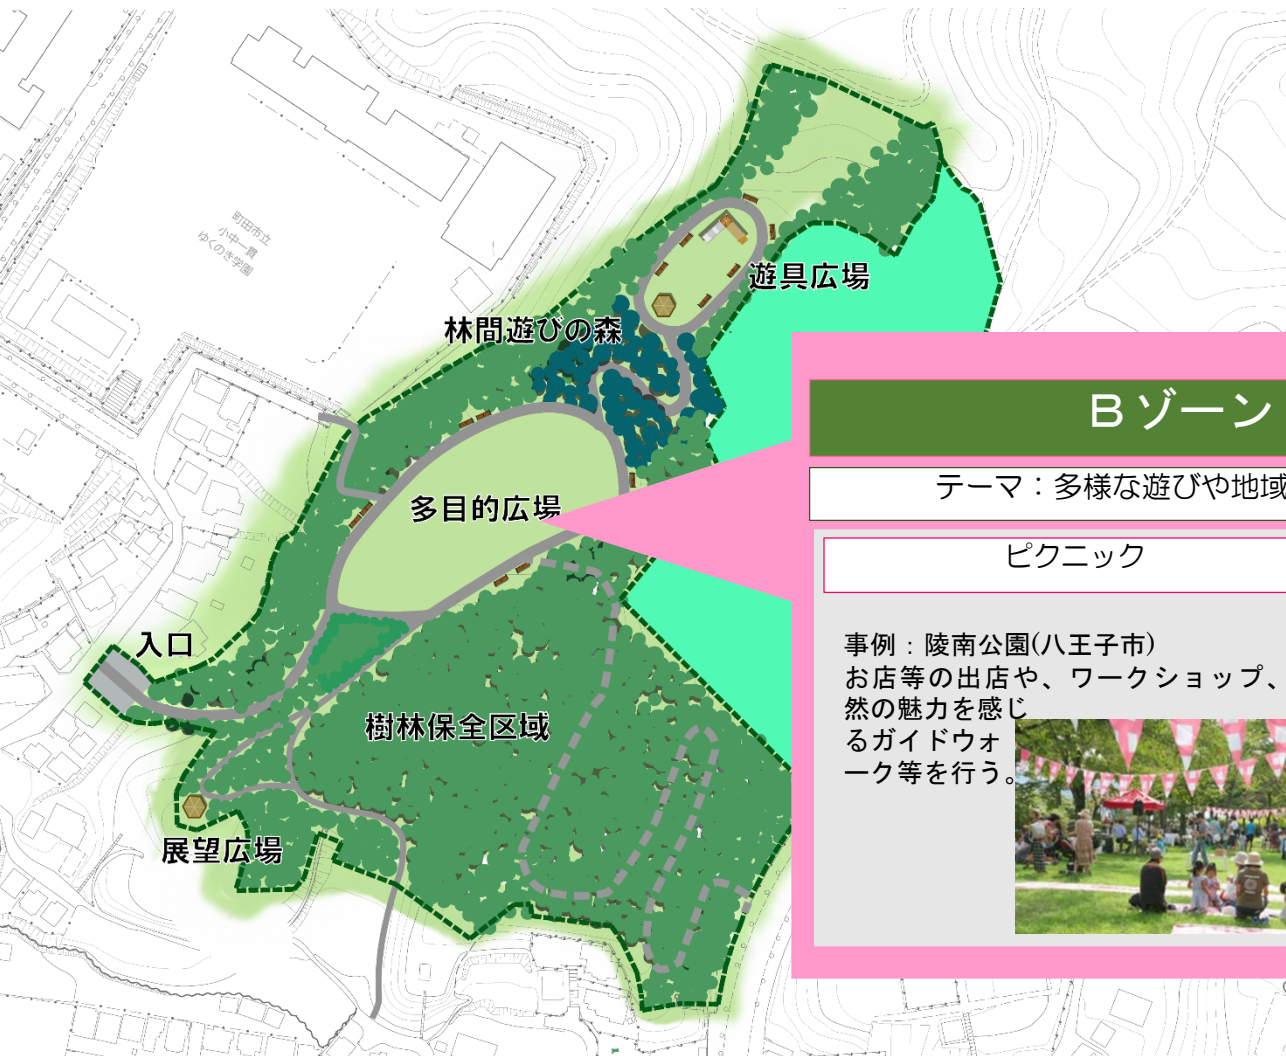 町田市立
小中一貫
ゆくのき学園
遊具広場
林間遊びの森
Bゾーン
テーマ：多様な遊びや地域
多目的広場
ピクニック
入口
事例：陵南公園(八王子市)
お店等の出店や、ワークショップ、
然の魅力を感じ
るガイドウォ
ーク等を行う。
樹林保全区域
展望広場